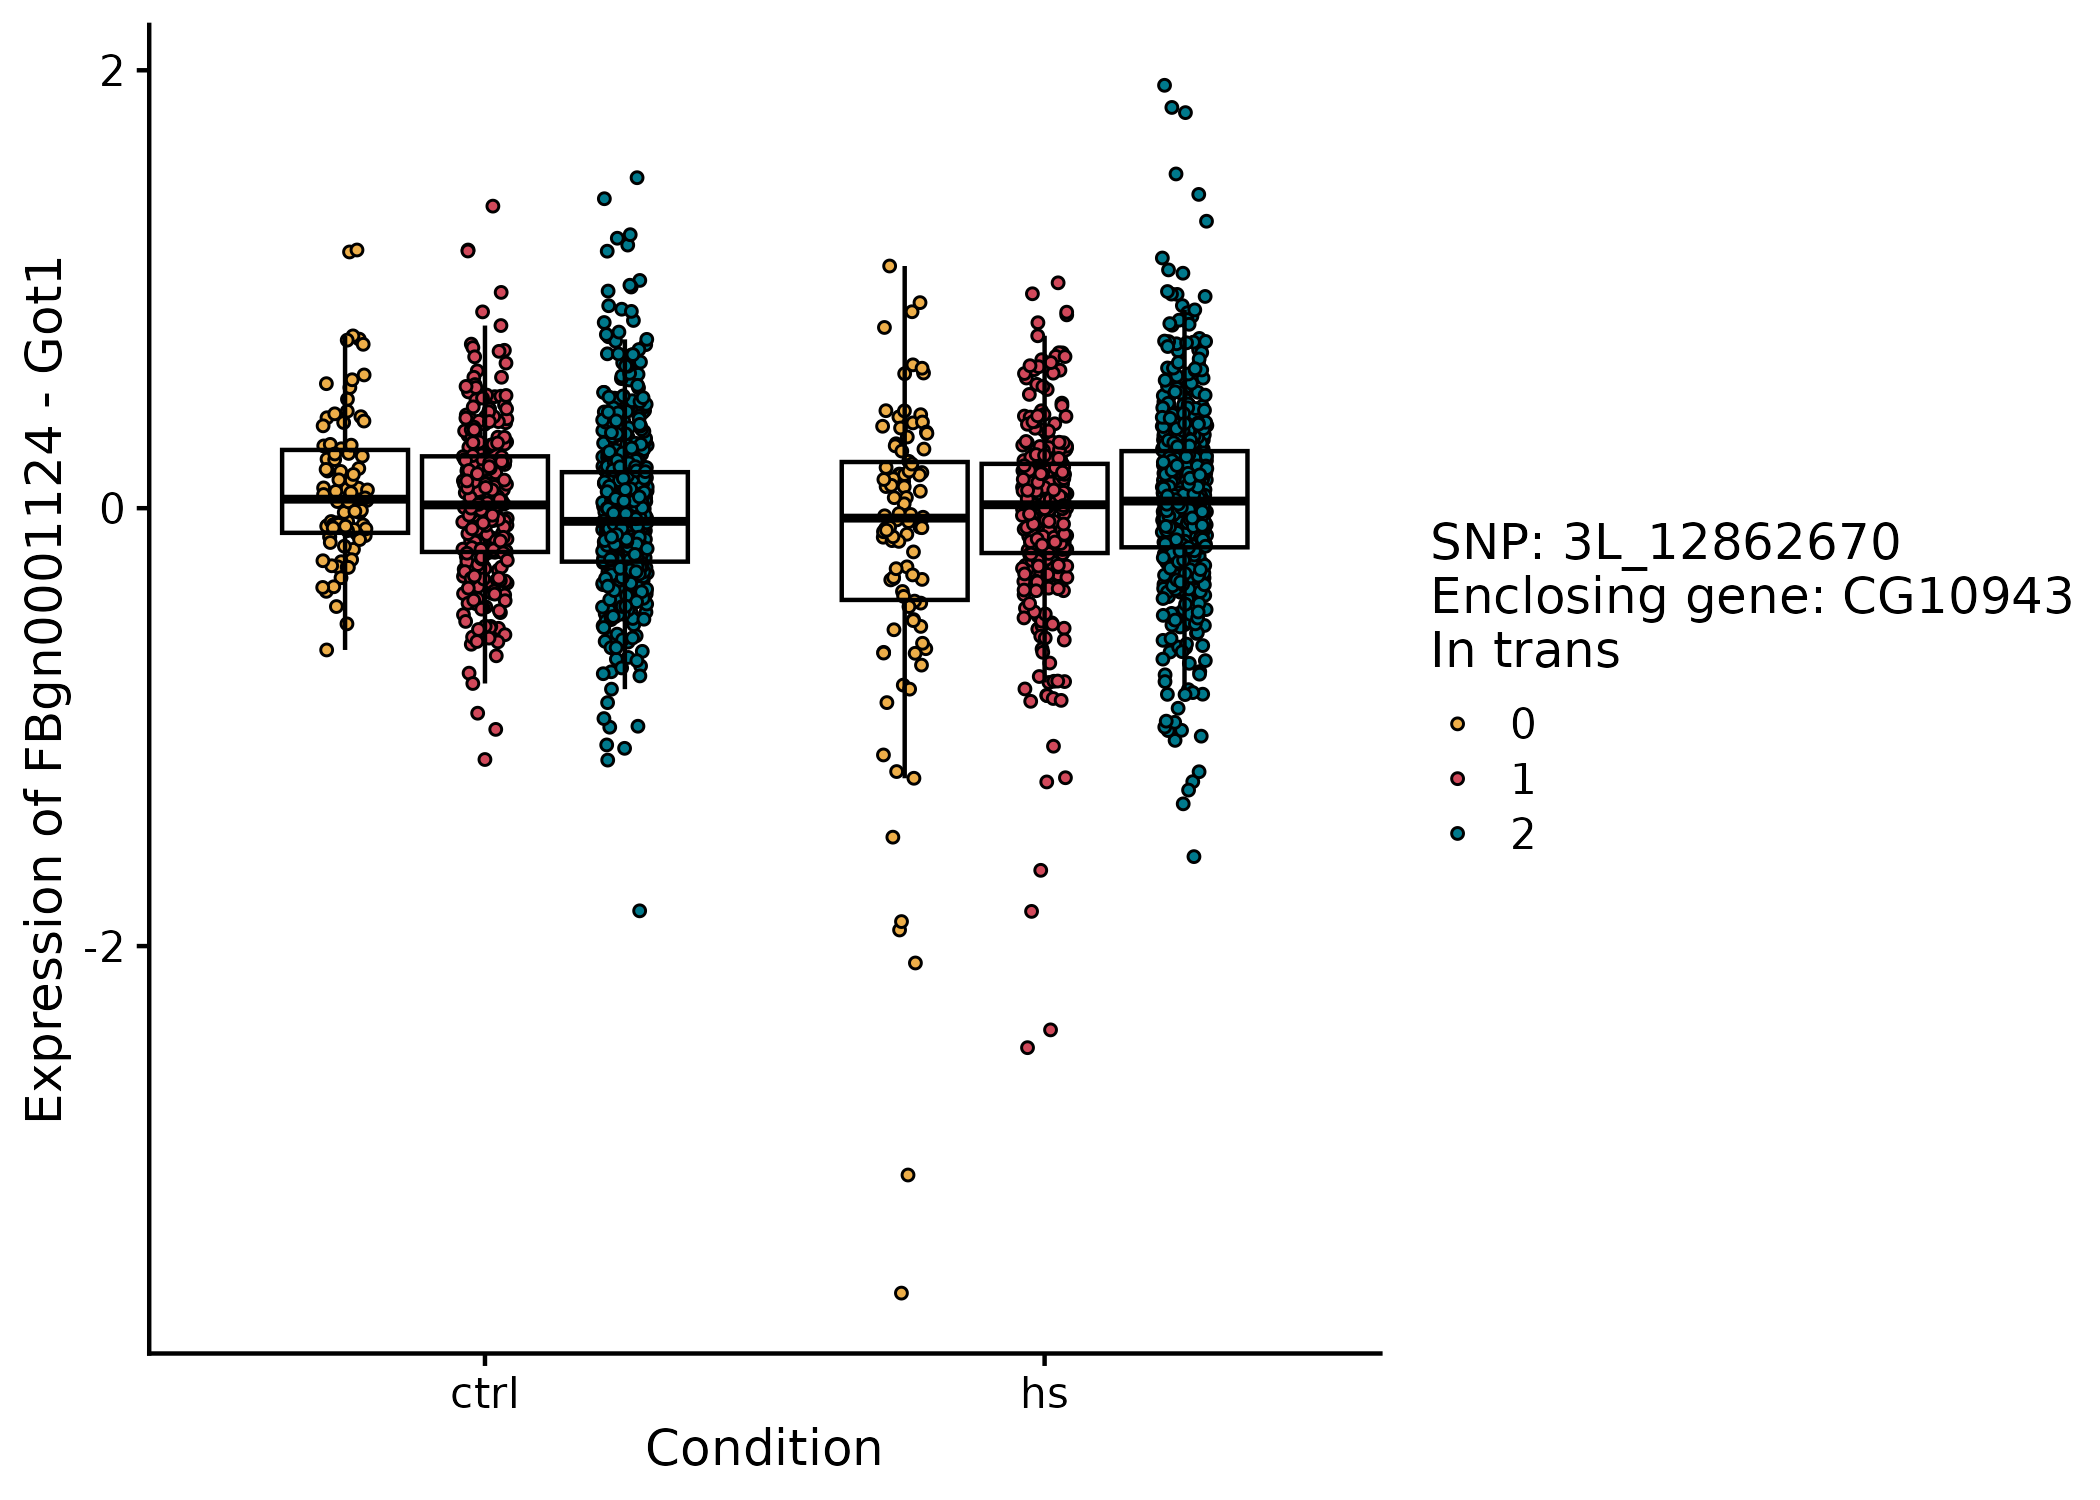 Expression of FBgn0001124 - Got1
2
0
-2
ctrl
hs
Condition
SNP: 3L_12862670
Enclosing gene: CG10943
In trans
0
1
2